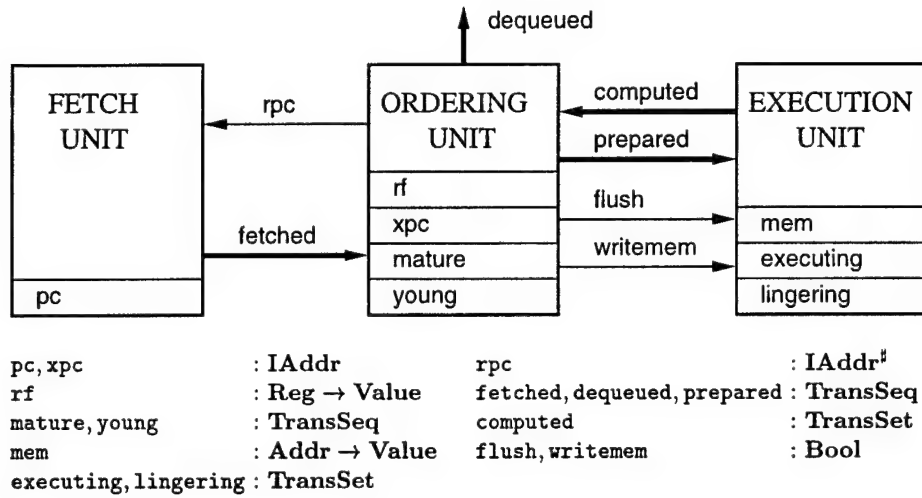 dequeued
FETCH
UNIT
pc
rpc
fetched
ORDERING
UNIT
rf
xpc
mature
young
computed
prepared
flush
writemem
EXECUTION
UNIT
mem
executing
lingering
pc, xpc : IAddr
rf : Reg → Value
mature, young : TransSeq
mem : Addr → Value
executing, lingering : TransSet
rpc : IAddr♯
fetched, dequeued, prepared : TransSeq
computed : TransSet
flush, writemem : Bool